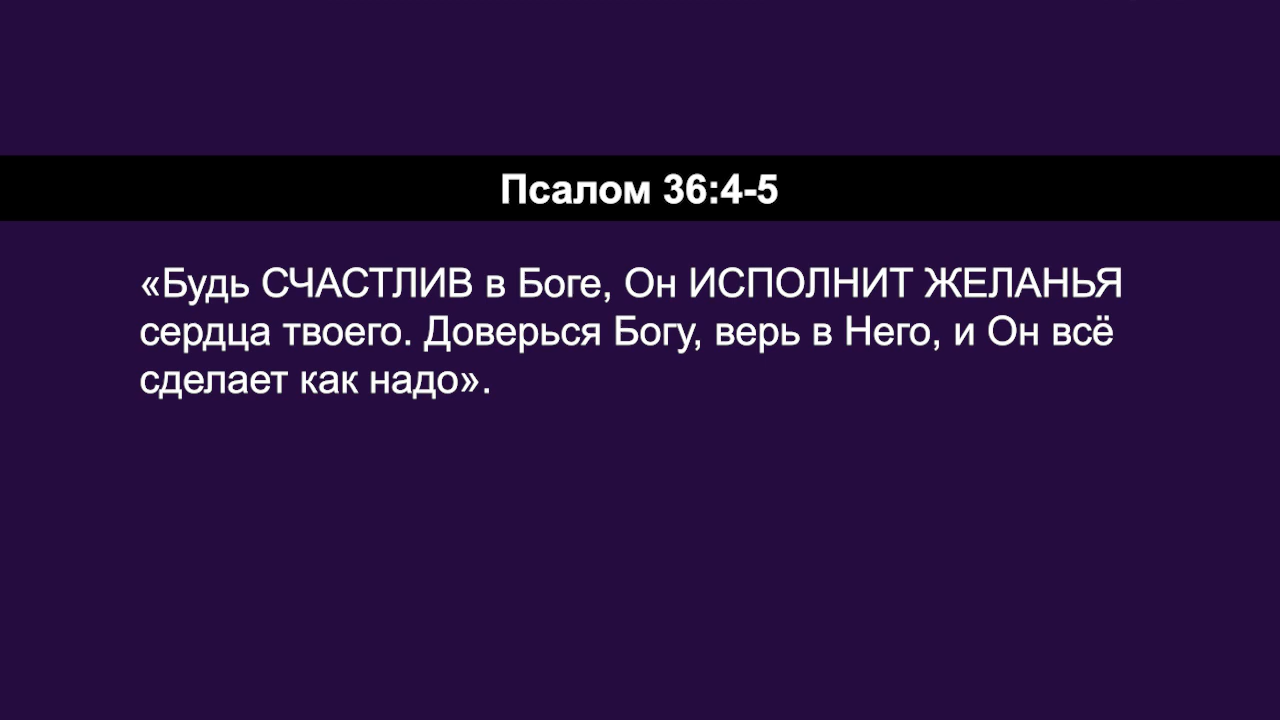 Псалом 36:4-5
«Будь СЧАСТЛИВ в Боге, Он ИСПОЛНИТ ЖЕЛАНЬЯ
сердца твоего. Доверься Богу, верь в Него, и Он всё
сделает как надо».